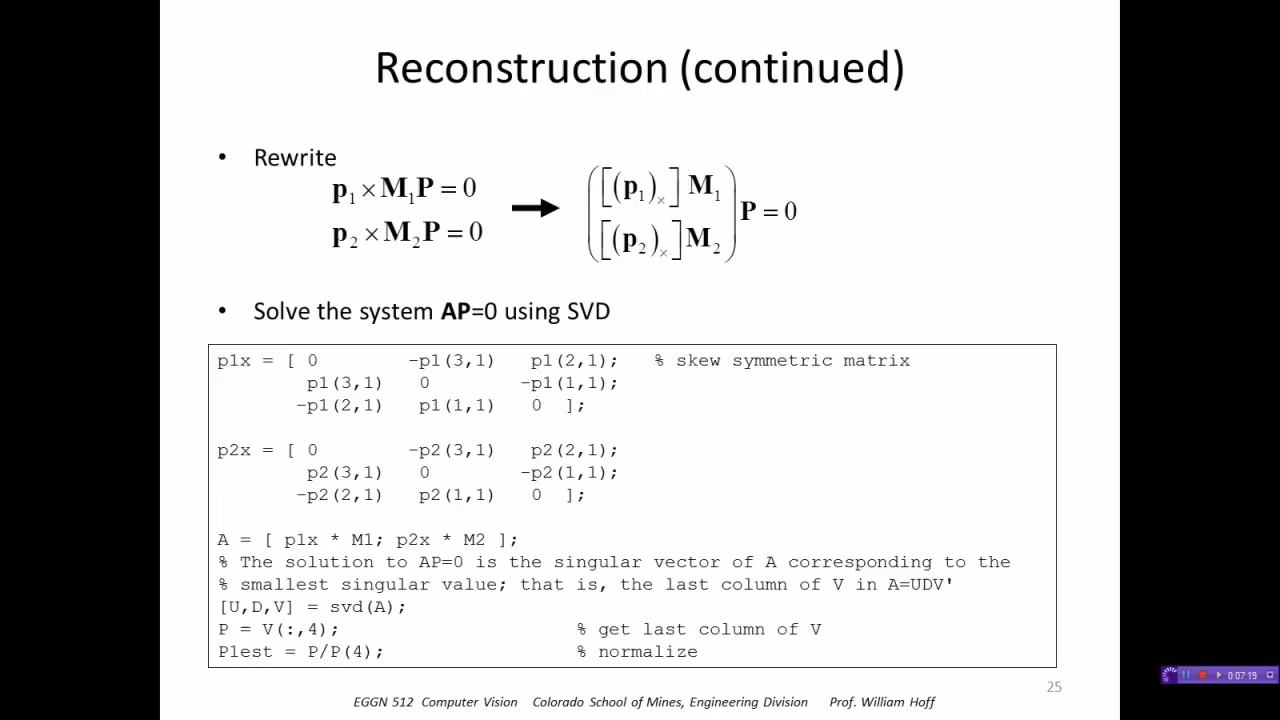 Reconstruction (continued)
• Rewrite
p₁ × M₁P = 0
p₂ × M₂P = 0
([(p₁)ₓ] M₁
[(p₂)ₓ] M₂) P = 0
• Solve the system AP=0 using SVD
p1x = [ 0 -p1(3,1) p1(2,1); % skew symmetric matrix
p1(3,1) 0 -p1(1,1);
-p1(2,1) p1(1,1) 0 ];
p2x = [ 0 -p2(3,1) p2(2,1);
p2(3,1) 0 -p2(1,1);
-p2(2,1) p2(1,1) 0 ];
A = [ p1x * M1; p2x * M2 ];
% The solution to AP=0 is the singular vector of A corresponding to the
% smallest singular value; that is, the last column of V in A=UDV'
[U,D,V] = svd(A);
P = V(:,4); % get last column of V
P1est = P/P(4); % normalize
25
EGGN 512 Computer Vision Colorado School of Mines, Engineering Division Prof. William Hoff
0:07:19